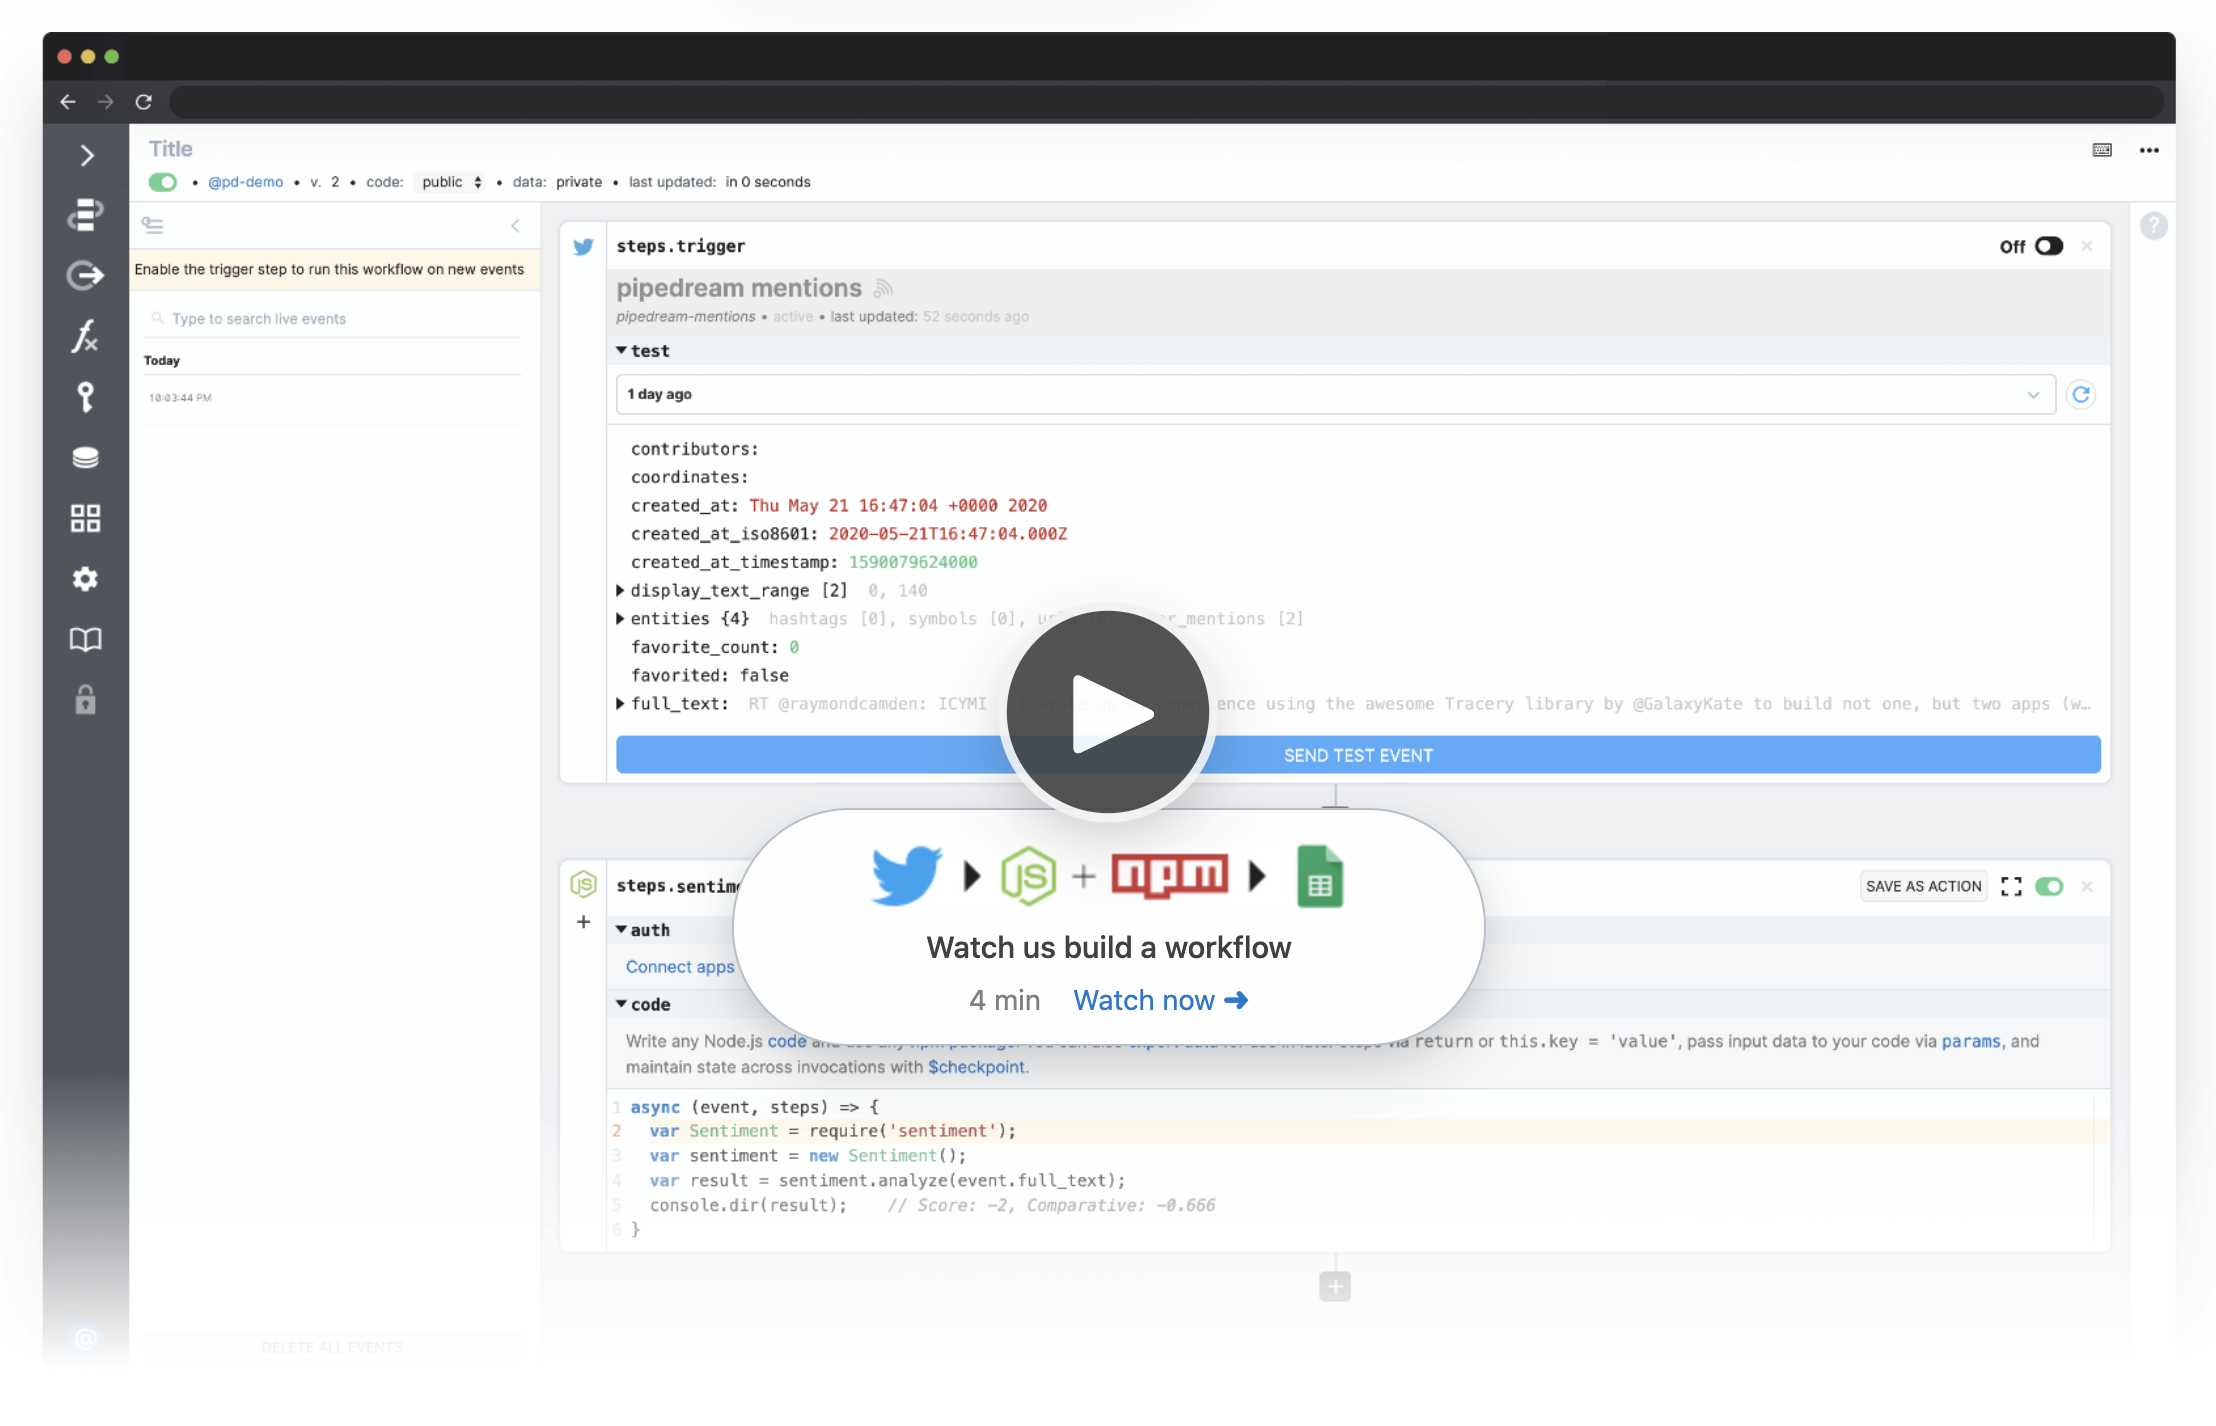 Title
• @pd-demo • v. 2 • code: public • data: private • last updated: in 0 seconds
Enable the trigger step to run this workflow on new events
Type to search live events
Today
10:03:44 PM
DELETE ALL EVENTS
steps.trigger
Off
pipedream mentions
pipedream-mentions • active • last updated: 52 seconds ago
test
1 day ago
contributors:
coordinates:
created_at: Thu May 21 16:47:04 +0000 2020
created_at_iso8601: 2020-05-21T16:47:04.000Z
created_at_timestamp: 1590079624000
display_text_range [2] 0, 140
entities {4} hashtags [0], symbols [0], [2]
favorite_count: 0
favorited: false
full_text: RT @raymondcamden: ICYMI using the awesome Tracery library by @GalaxyKate to build not one, but two apps (w…
SEND TEST EVENT
JS + npm
Watch us build a workflow
4 min Watch now
JS
steps.sentim
SAVE AS ACTION
auth
Connect apps
code
Write any Node.js code return or this.key = 'value', pass input data to your code via params, and
maintain state across invocations with $checkpoint.
1 async (event, steps) => {
2 var Sentiment = require('sentiment');
3 var sentiment = new Sentiment();
4 var result = sentiment.analyze(event.full_text);
5 console.dir(result); // Score: -2, Comparative: -0.666
6 }